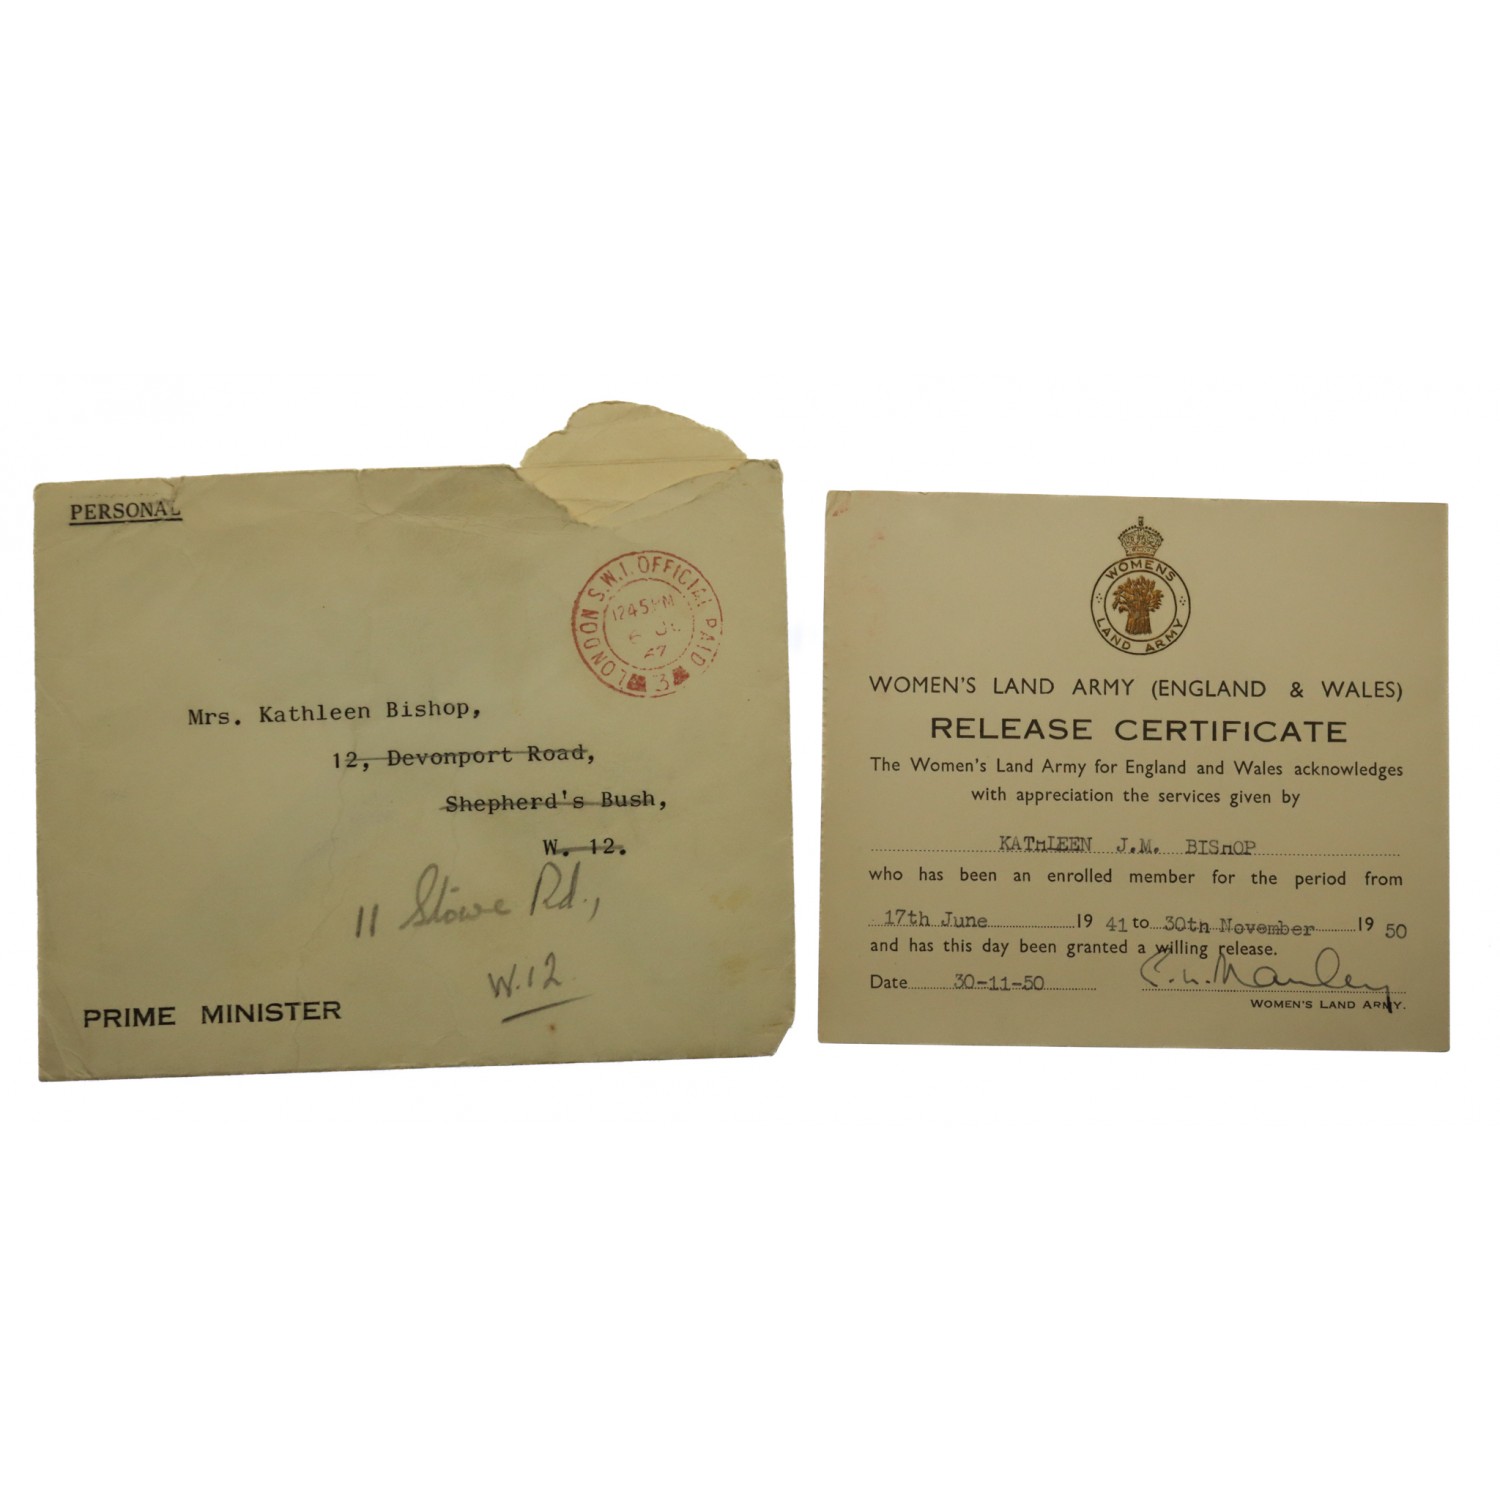 PERSONAL
LONDON S.W.1. OFFICIAL PAID
1245 PM
47
3
Mrs. Kathleen Bishop,
12, Devonport Road,
Shepherd's Bush,
W. 12.
11 Stowe Rd.,
W.12
PRIME MINISTER
WOMENS
LAND ARMY
WOMEN'S LAND ARMY (ENGLAND & WALES)
RELEASE CERTIFICATE
The Women's Land Army for England and Wales acknowledges
with appreciation the services given by
KATHLEEN J.M. BISHOP
who has been an enrolled member for the period from
17th June 19 41 to 30th November 19 50
and has this day been granted a willing release.
Date 30-11-50
WOMEN'S LAND ARMY.